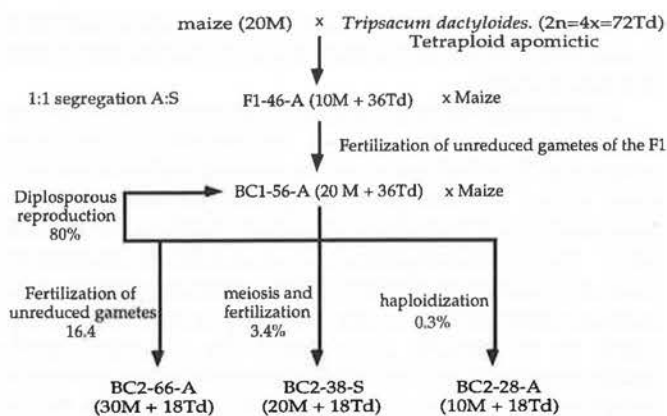 maize (20M) x Tripsacum dactyloides. (2n=4x=72Td)
Tetraploid apomictic
1:1 segregation A:S F1-46-A (10M + 36Td) x Maize
Fertilization of unreduced gametes of the F1
BC1-56-A (20 M + 36Td) x Maize
Diplosporous
reproduction
80%
Fertilization of
unreduced gametes
16.4
meiosis and
fertilization
3.4%
haploidization
0.3%
BC2-66-A
(30M + 18Td)
BC2-38-S
(20M + 18Td)
BC2-28-A
(10M + 18Td)